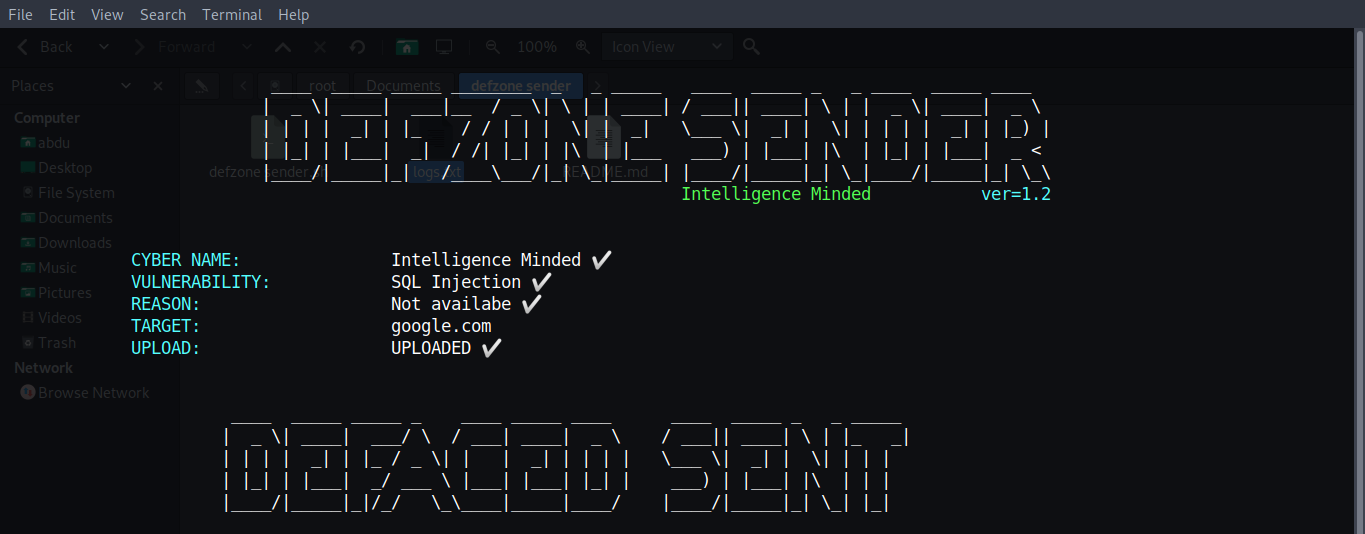 File Edit View Search Terminal Help
Back Forward 100% Icon View
Places root Documents defzone sender
DEFZONE SENDER
Intelligence Minded ver=1.2
Computer
abdu
Desktop
File System
Documents
Downloads
Music
Pictures
Videos
Trash
Network
Browse Network
defzone sender.sh logs.txt README.md
CYBER NAME: Intelligence Minded ✔
VULNERABILITY: SQL Injection ✔
REASON: Not availabe ✔
TARGET: google.com
UPLOAD: UPLOADED ✔
DEFACED SENT